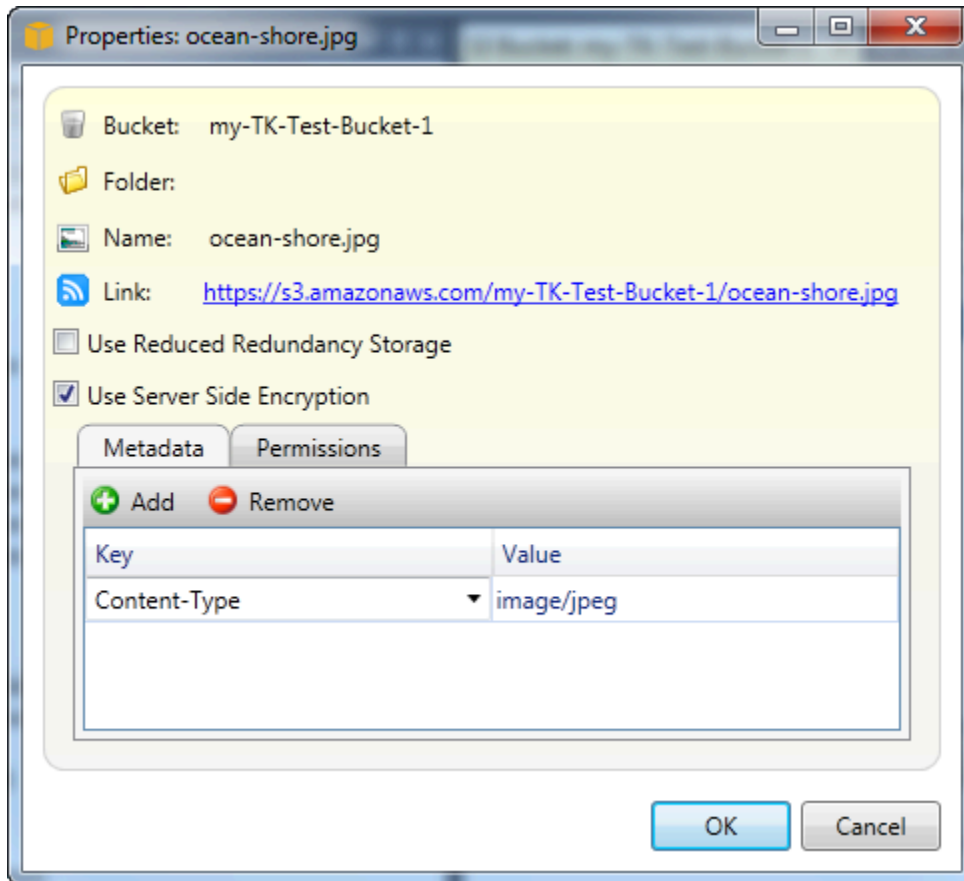 Properties: ocean-shore.jpg
Bucket: my-TK-Test-Bucket-1
Folder:
Name: ocean-shore.jpg
Link: https://s3.amazonaws.com/my-TK-Test-Bucket-1/ocean-shore.jpg
Use Reduced Redundancy Storage
Use Server Side Encryption
Metadata Permissions
Add Remove
Key Value
Content-Type image/jpeg
OK Cancel